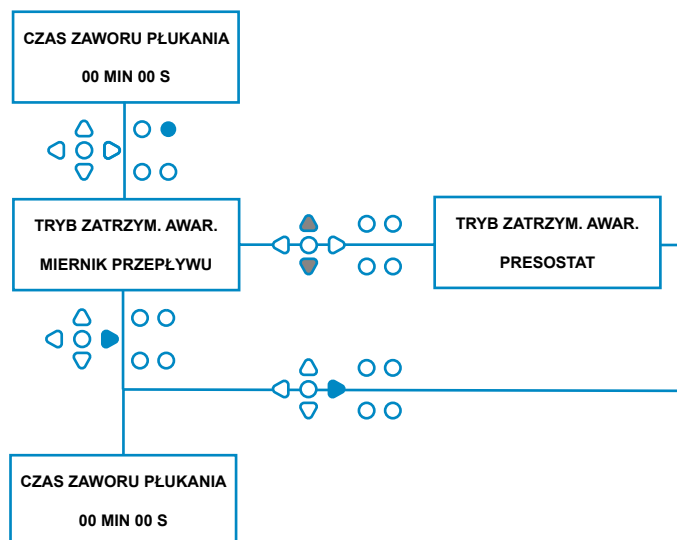 CZAS ZAWORU PŁUKANIA
00 MIN 00 S
TRYB ZATRZYM. AWAR.
MIERNIK PRZEPŁYWU
TRYB ZATRZYM. AWAR.
PRESOSTAT
CZAS ZAWORU PŁUKANIA
00 MIN 00 S